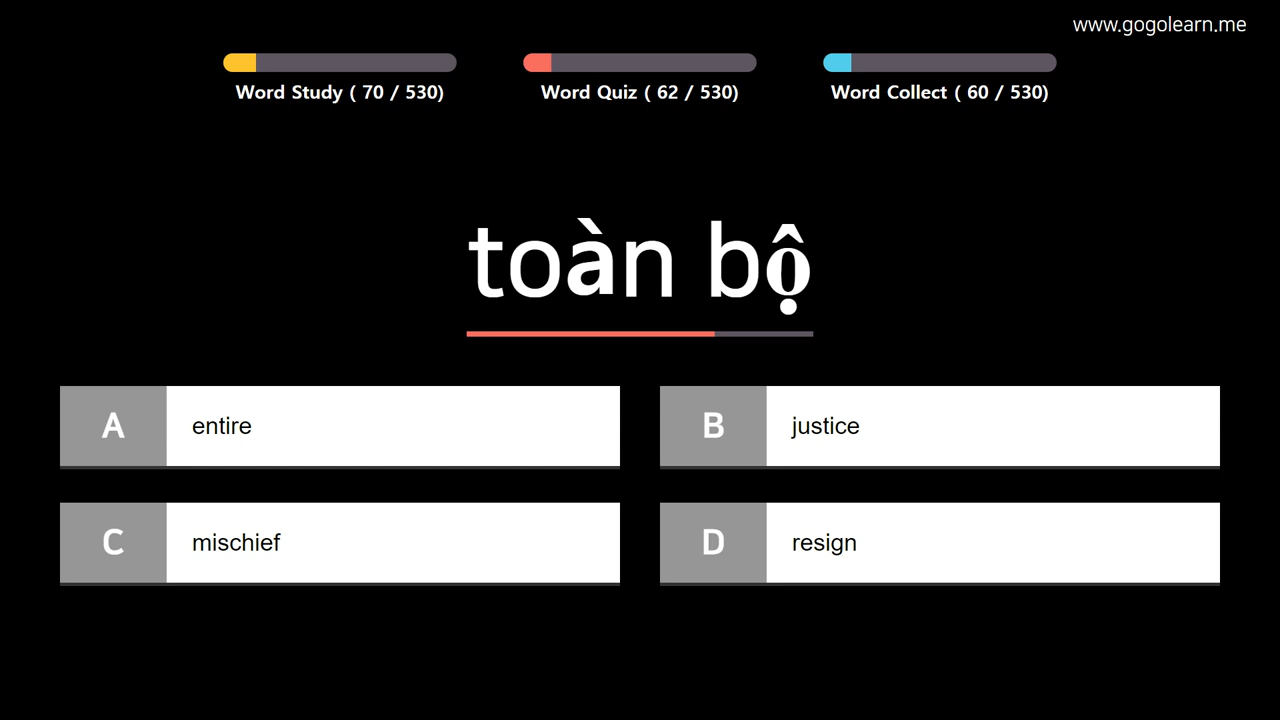 www.gogolearn.me
Word Study ( 70 / 530)
Word Quiz ( 62 / 530)
Word Collect ( 60 / 530)
toàn bộ
A entire
B justice
C mischief
D resign